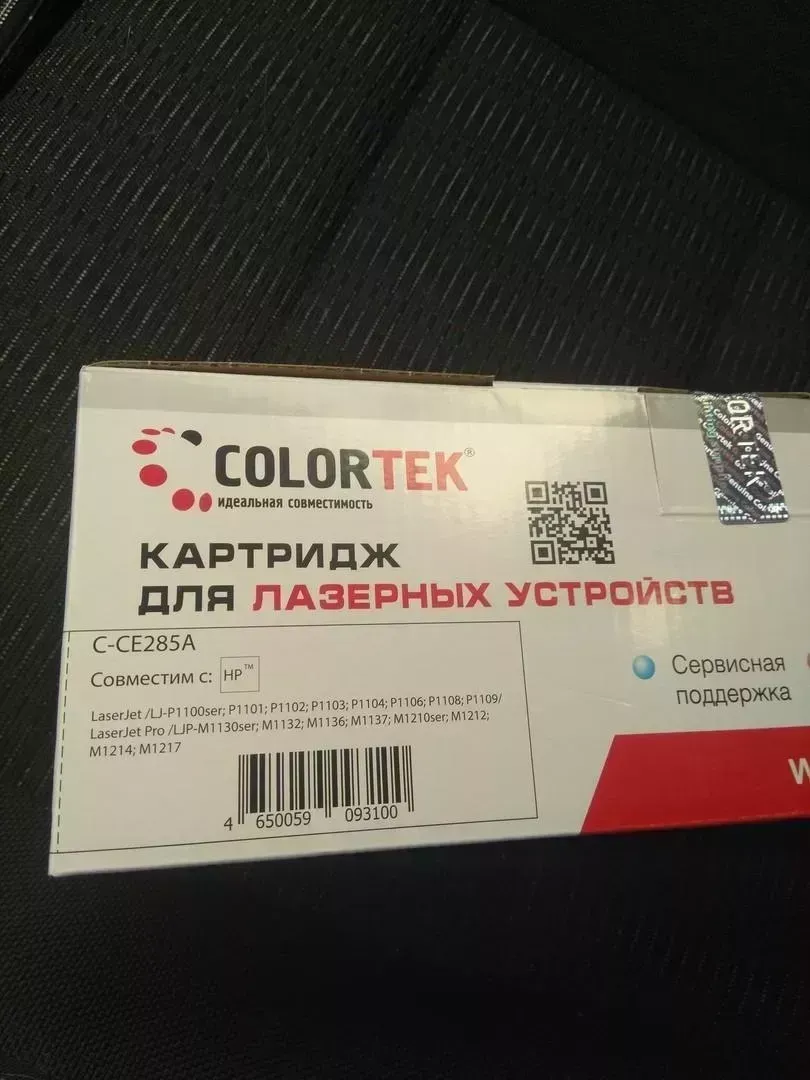 COLORTEK®
идеальная совместимость
КАРТРИДЖ
ДЛЯ ЛАЗЕРНЫХ УСТРОЙСТВ
C-CE285A
Совместим с: HP™
LaserJet /LJ-P1100ser; P1101; P1102; P1103; P1104; P1106; P1108; P1109/
LaserJet Pro /LJP-M1130ser; M1132; M1136; M1137; M1210ser; M1212;
M1214; M1217
4 650059 093100
Сервисная
поддержка
W